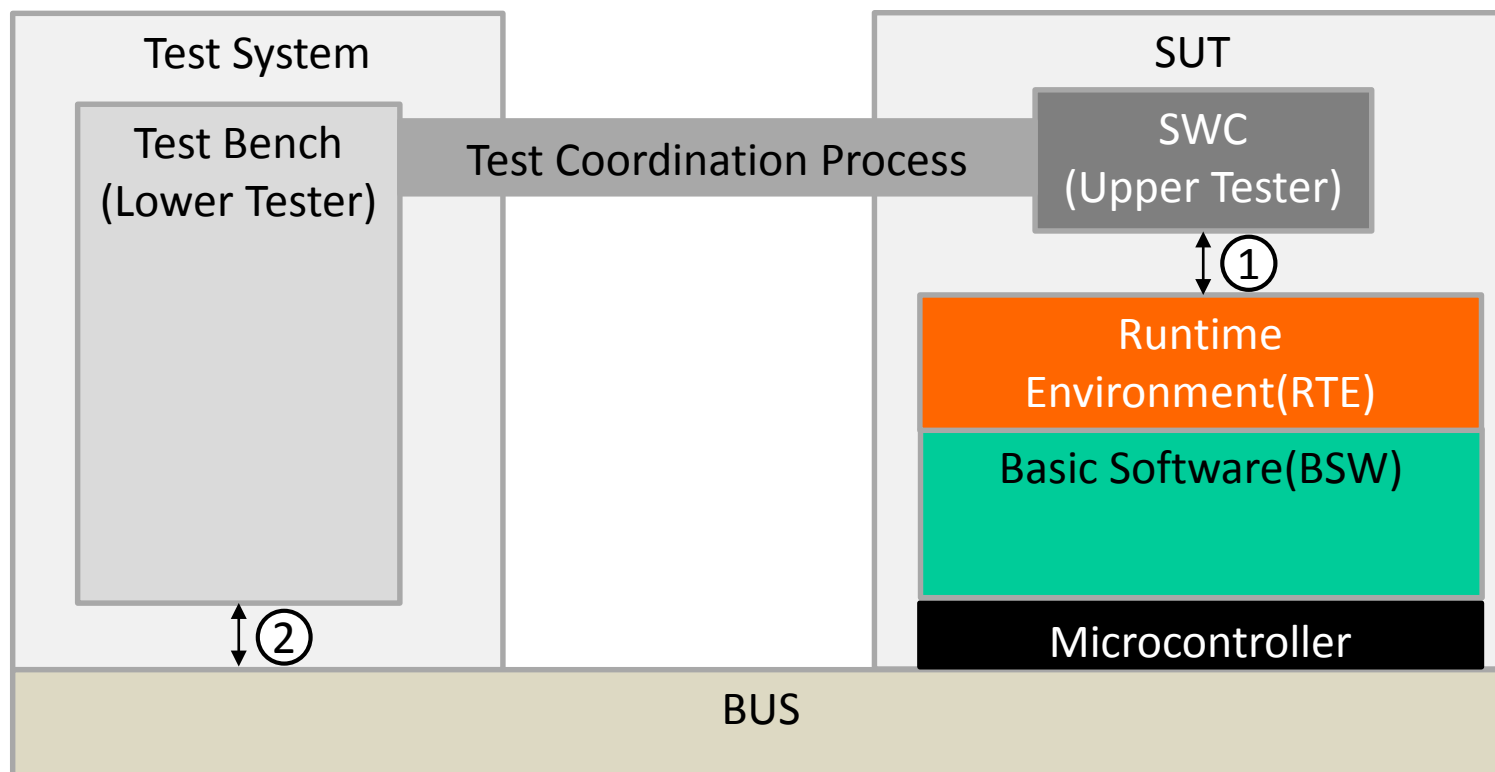 Test System
Test Bench
(Lower Tester)
Test Coordination Process
SUT
SWC
(Upper Tester)
1
Runtime
Environment(RTE)
Basic Software(BSW)
Microcontroller
2
BUS